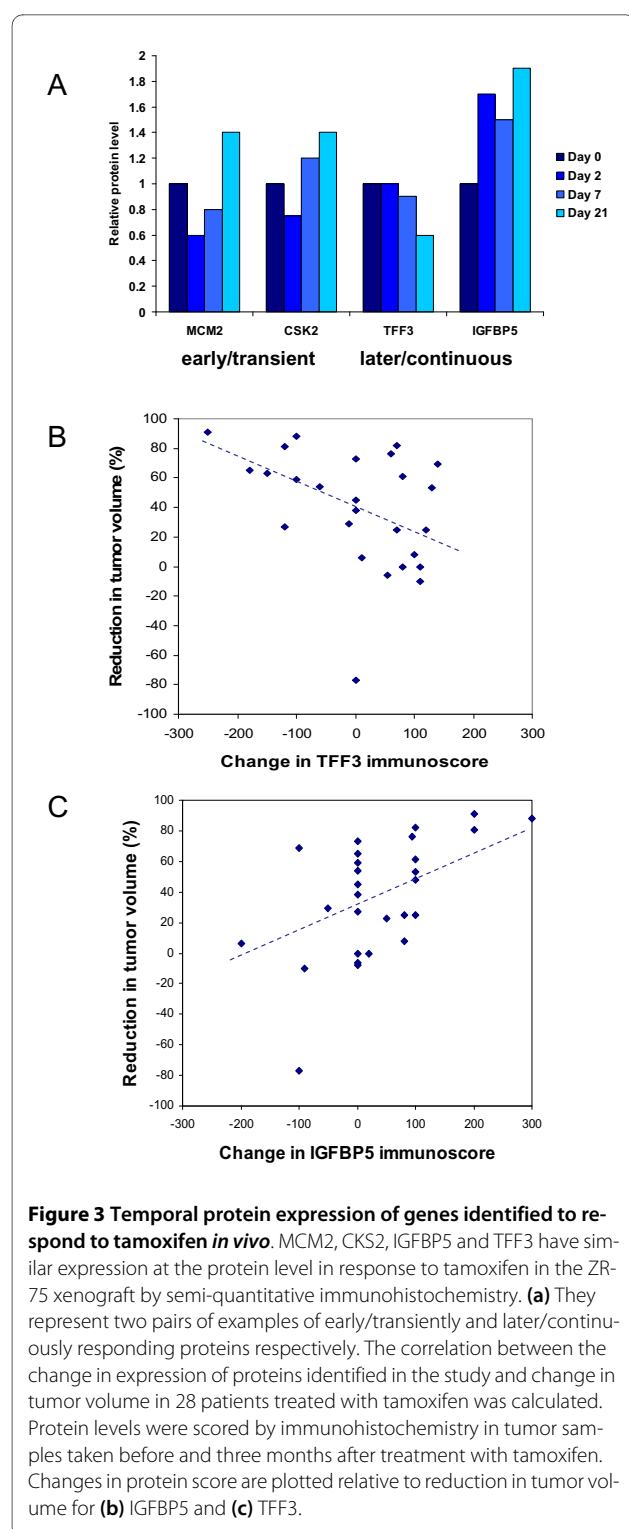 A
2
1.8
1.6
1.4
1.2
1
0.8
0.6
0.4
0.2
0
Relative protein level
Day 0
Day 2
Day 7
Day 21
MCM2 CSK2 TFF3 IGFBP5
early/transient later/continuous
B
100
80
60
40
20
0
-20
-40
-60
-80
-100
Reduction in tumor volume (%)
-300 -200 -100 0 100 200 300
Change in TFF3 immunoscore
C
100
80
60
40
20
0
-20
-40
-60
-80
-100
Reduction in tumor volume (%)
-300 -200 -100 0 100 200 300
Change in IGFBP5 immunoscore
Figure 3 Temporal protein expression of genes identified to re-
spond to tamoxifen in vivo. MCM2, CKS2, IGFBP5 and TFF3 have sim-
ilar expression at the protein level in response to tamoxifen in the ZR-
75 xenograft by semi-quantitative immunohistochemistry. (a) They
represent two pairs of examples of early/transiently and later/continu-
ously responding proteins respectively. The correlation between the
change in expression of proteins identified in the study and change in
tumor volume in 28 patients treated with tamoxifen was calculated.
Protein levels were scored by immunohistochemistry in tumor sam-
ples taken before and three months after treatment with tamoxifen.
Changes in protein score are plotted relative to reduction in tumor vol-
ume for (b) IGFBP5 and (c) TFF3.